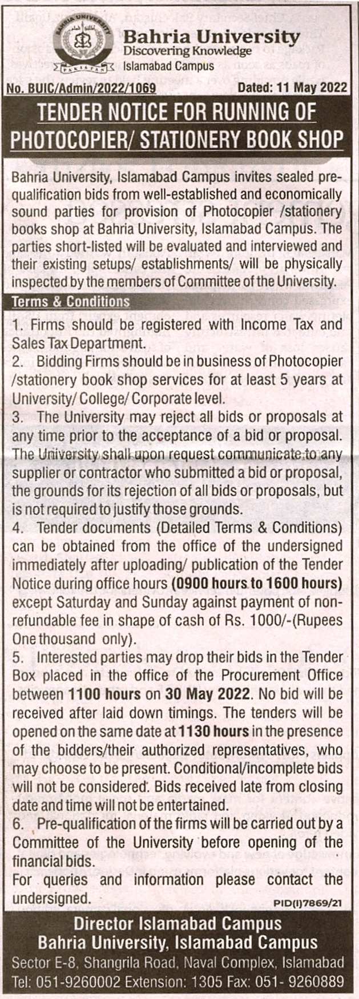 BAHRIA UNIVERSITY
PAKISTAN
Bahria University
Discovering Knowledge
Islamabad Campus
No. BUIC/Admin/2022/1069 Dated: 11 May 2022
TENDER NOTICE FOR RUNNING OF
PHOTOCOPIER/ STATIONERY BOOK SHOP
Bahria University, Islamabad Campus invites sealed pre-
qualification bids from well-established and economically
sound parties for provision of Photocopier /stationery
books shop at Bahria University, Islamabad Campus. The
parties short-listed will be evaluated and interviewed and
their existing setups/ establishments/ will be physically
inspected by the members of Committee of the University.
Terms & Conditions
1. Firms should be registered with Income Tax and
Sales Tax Department.
2. Bidding Firms should be in business of Photocopier
/stationery book shop services for at least 5 years at
University/ College/ Corporate level.
3. The University may reject all bids or proposals at
any time prior to the acceptance of a bid or proposal.
The University shall upon request communicate to any
supplier or contractor who submitted a bid or proposal,
the grounds for its rejection of all bids or proposals, but
is not required to justify those grounds.
4. Tender documents (Detailed Terms & Conditions)
can be obtained from the office of the undersigned
immediately after uploading/ publication of the Tender
Notice during office hours (0900 hours to 1600 hours)
except Saturday and Sunday against payment of non-
refundable fee in shape of cash of Rs. 1000/-(Rupees
One thousand only).
5. Interested parties may drop their bids in the Tender
Box placed in the office of the Procurement Office
between 1100 hours on 30 May 2022. No bid will be
received after laid down timings. The tenders will be
opened on the same date at 1130 hours in the presence
of the bidders/their authorized representatives, who
may choose to be present. Conditional/incomplete bids
will not be considered. Bids received late from closing
date and time will not be entertained.
6. Pre-qualification of the firms will be carried out by a
Committee of the University before opening of the
financial bids.
For queries and information please contact the
undersigned. PID(I)7869/21
Director Islamabad Campus
Bahria University, Islamabad Campus
Sector E-8, Shangrila Road, Naval Complex, Islamabad
Tel: 051-9260002 Extension: 1305 Fax: 051- 9260889